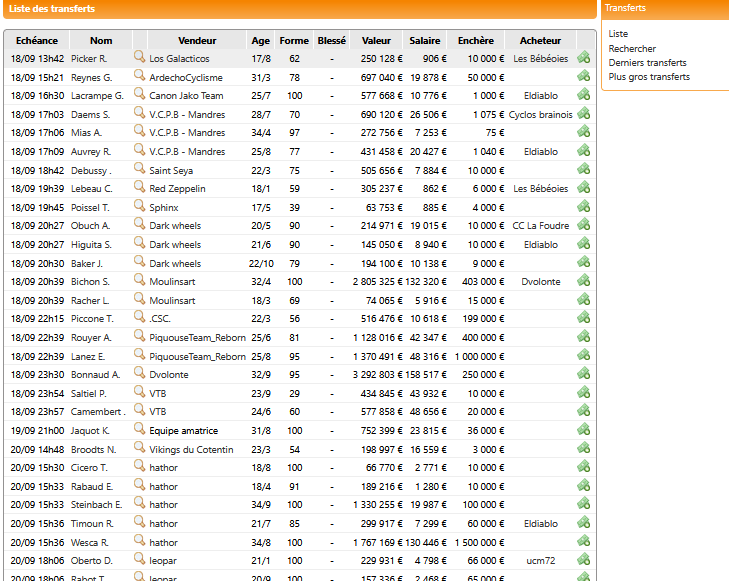 Liste des transferts
Transferts
Liste
Rechercher
Derniers transferts
Plus gros transferts
Echéance Nom Vendeur Age Forme Blessé Valeur Salaire Enchère Acheteur
18/09 13h42 Picker R. Los Galacticos 17/8 62 - 250 128 € 906 € 10 000 € Les Bébéoies
18/09 15h21 Reynes G. ArdechoCyclisme 31/3 78 - 697 040 € 19 878 € 50 000 €
18/09 16h30 Lacrampe G. Canon Jako Team 25/7 100 - 577 668 € 10 776 € 1 000 € Eldiablo
18/09 17h03 Daems S. V.C.P.B - Mandres 28/7 70 - 690 120 € 26 506 € 1 075 € Cyclos brainois
18/09 17h06 Mias A. V.C.P.B - Mandres 34/4 97 - 272 756 € 7 253 € 75 €
18/09 17h09 Auvrey R. V.C.P.B - Mandres 25/8 77 - 431 458 € 20 427 € 1 040 € Eldiablo
18/09 18h42 Debussy . Saint Seya 22/3 75 - 505 656 € 7 884 € 10 000 €
18/09 19h39 Lebeau C. Red Zeppelin 18/1 59 - 305 237 € 862 € 6 000 € Les Bébéoies
18/09 19h45 Poissel T. Sphinx 17/5 39 - 63 753 € 885 € 4 000 €
18/09 20h27 Obuch A. Dark wheels 20/5 90 - 214 971 € 19 015 € 10 000 € CC La Foudre
18/09 20h27 Higuita S. Dark wheels 21/6 90 - 145 050 € 8 940 € 10 000 € Eldiablo
18/09 20h30 Baker J. Dark wheels 22/10 79 - 194 100 € 10 138 € 9 000 €
18/09 20h39 Bichon S. Moulinsart 32/4 100 - 2 805 325 € 132 320 € 403 000 € Dvolonte
18/09 20h39 Racher L. Moulinsart 18/3 69 - 74 065 € 5 916 € 15 000 €
18/09 22h15 Piccone T. .CSC. 22/3 56 - 516 476 € 10 618 € 199 000 €
18/09 22h39 Rouyer A. PiquouseTeam_Reborn 25/6 81 - 1 128 016 € 42 347 € 400 000 €
18/09 22h39 Lanez E. PiquouseTeam_Reborn 25/8 95 - 1 370 491 € 48 316 € 1 000 000 €
18/09 23h30 Bonnaud A. Dvolonte 32/9 95 - 3 292 803 € 158 517 € 250 000 €
18/09 23h54 Saltiel P. VTB 23/9 29 - 434 845 € 43 932 € 10 000 €
18/09 23h57 Camembert . VTB 24/6 60 - 577 858 € 48 656 € 20 000 €
19/09 21h00 Jaquot K. Equipe amatrice 31/8 100 - 752 399 € 23 815 € 36 000 €
20/09 14h48 Broodts N. Vikings du Cotentin 23/3 54 - 198 997 € 16 559 € 3 000 €
20/09 15h30 Cicero T. hathor 18/8 100 - 66 770 € 2 771 € 10 000 €
20/09 15h33 Rabaud E. hathor 18/4 91 - 189 216 € 1 280 € 10 000 €
20/09 15h33 Steinbach E. hathor 34/9 100 - 1 330 255 € 19 987 € 100 000 €
20/09 15h36 Timoun R. hathor 21/7 85 - 299 917 € 7 299 € 60 000 € Eldiablo
20/09 15h36 Wesca R. hathor 34/8 100 - 1 767 169 € 130 446 € 1 500 000 €
20/09 18h06 Oberto D. leopar 21/1 100 - 229 931 € 4 798 € 66 000 € ucm72
20/09 18h06 Rabot T. leopar 20/9 100 - 157 336 € 2 468 € 65 000 €